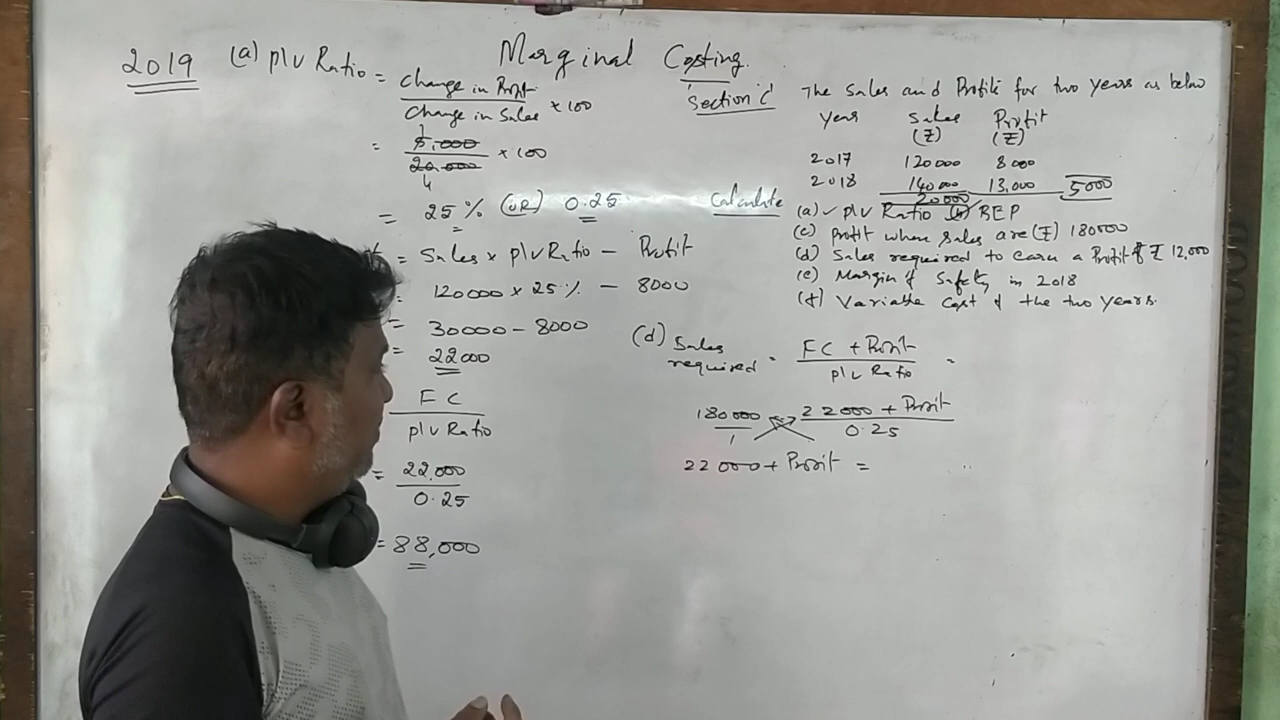 2019
Marginal Costing.
(a) p/v Ratio = Change in Profit
Change in Sales × 100
= 1
5,000
20,000 × 100
4
= 25 % (OR) 0.25
= Sales × p/v Ratio − Profit
120000 × 25 % − 8000
= 30000 − 8000
= 22000
F C
p/v Ratio
= 22,000
0.25
= 88,000
Section 'C'
The Sales and Profits for two years as below
Year Sales Profit
(₹) (₹)
2017 120000 8000
2018 140000 13,000 5000
20000
Calculate
(a) ✓ p/v Ratio (b) BEP
(c) Profit when Sales are (₹) 180000
(d) Sales required to earn a Profit of ₹ 12,000
(e) Margin of Safety in 2018
(f) Variable Cost of the two years.
(d) Sales required = FC + Profit =
p/v Ratio
180000 22000 + Profit
1 0.25
22000 + Profit =